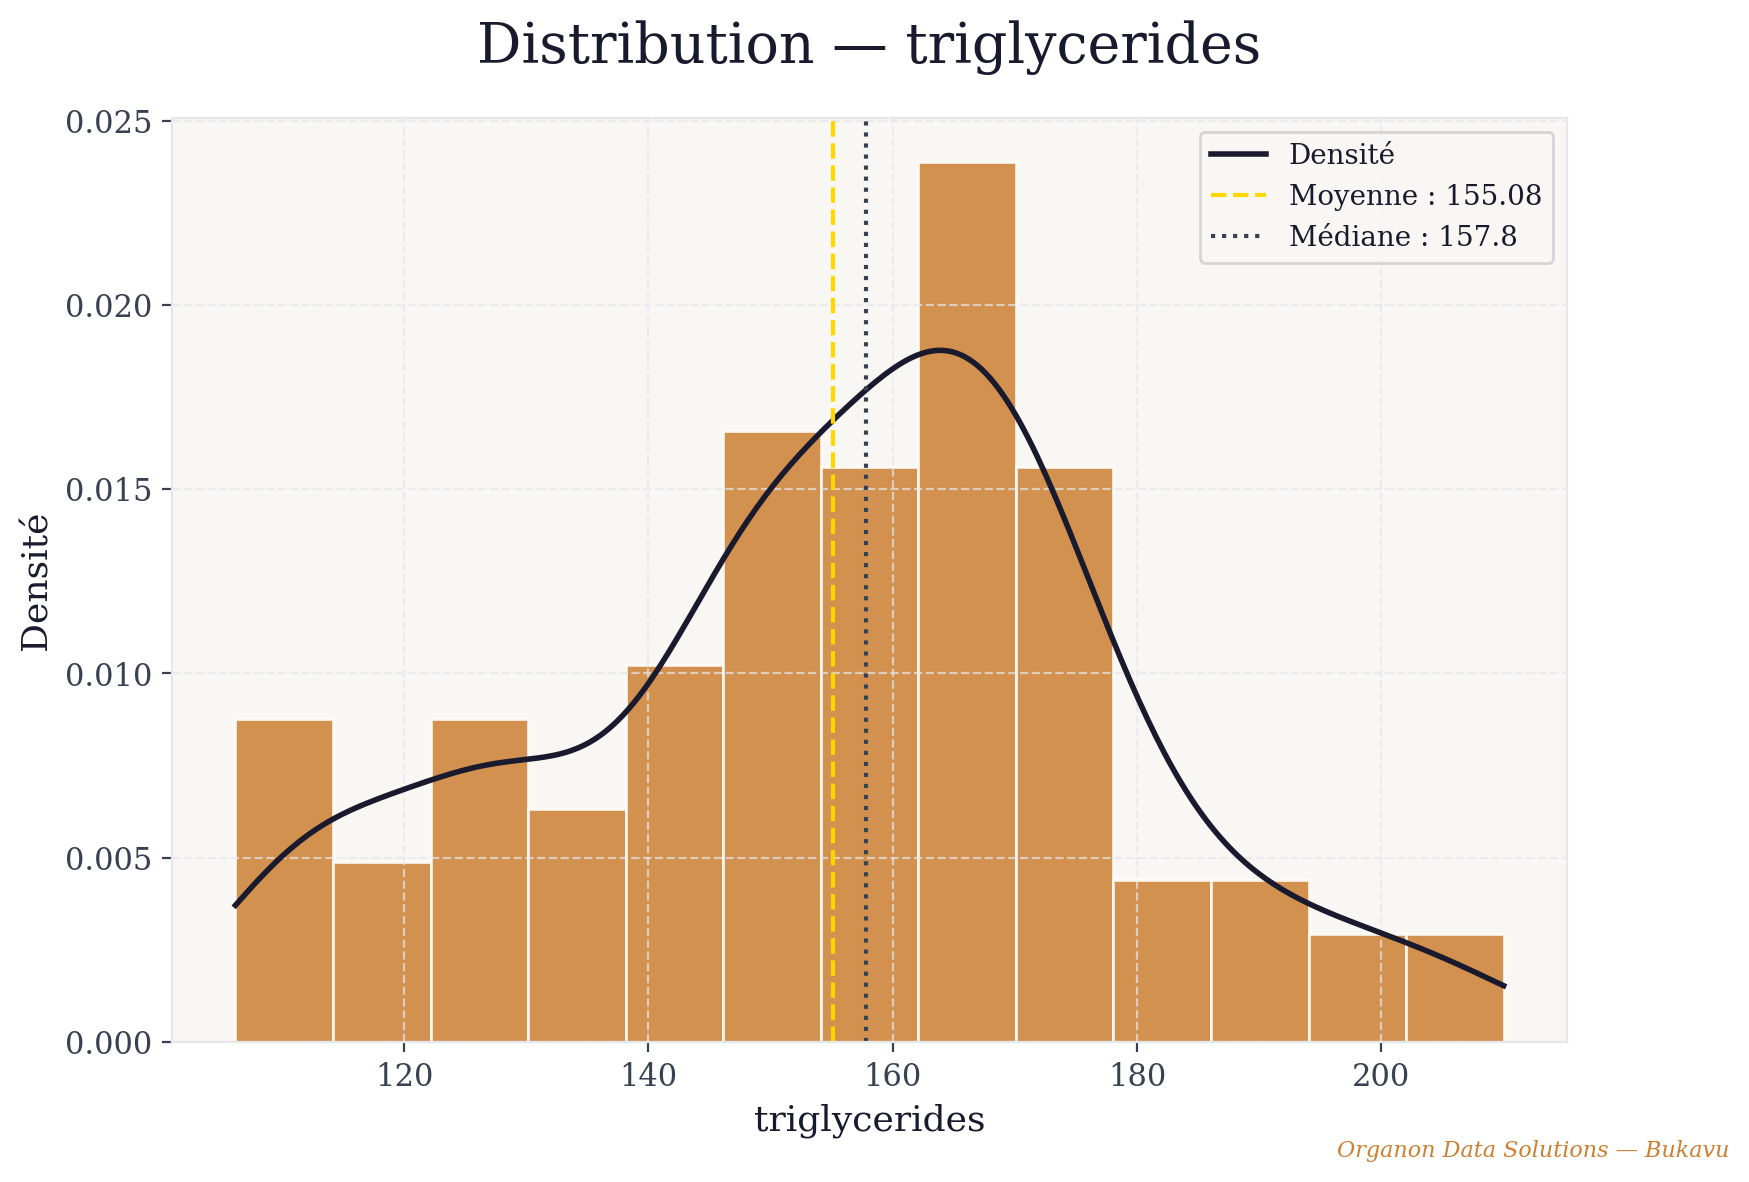 Distribution — triglycerides
0.025
0.020
0.015
0.010
0.005
0.000
Densité
Densité
Moyenne : 155.08
Médiane : 157.8
120 140 160 180 200
triglycerides
Organon Data Solutions — Bukavu